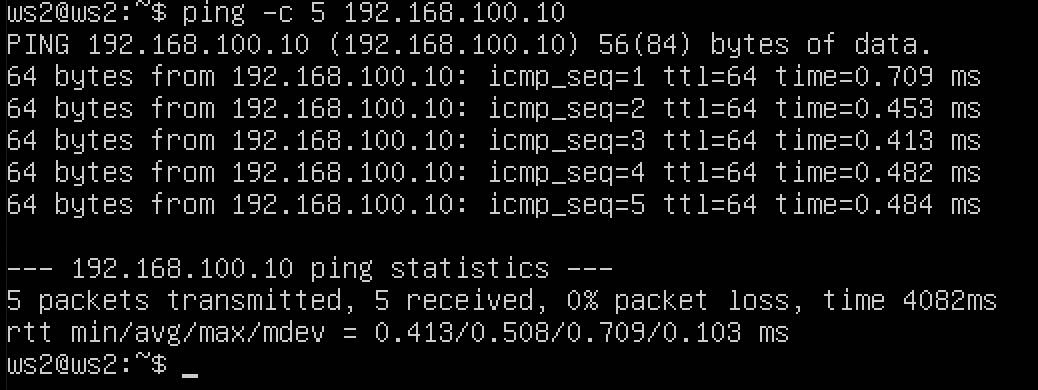 ws2@ws2:~$ ping -c 5 192.168.100.10
PING 192.168.100.10 (192.168.100.10) 56(84) bytes of data.
64 bytes from 192.168.100.10: icmp_seq=1 ttl=64 time=0.709 ms
64 bytes from 192.168.100.10: icmp_seq=2 ttl=64 time=0.453 ms
64 bytes from 192.168.100.10: icmp_seq=3 ttl=64 time=0.413 ms
64 bytes from 192.168.100.10: icmp_seq=4 ttl=64 time=0.482 ms
64 bytes from 192.168.100.10: icmp_seq=5 ttl=64 time=0.484 ms

--- 192.168.100.10 ping statistics ---
5 packets transmitted, 5 received, 0% packet loss, time 4082ms
rtt min/avg/max/mdev = 0.413/0.508/0.709/0.103 ms
ws2@ws2:~$ _